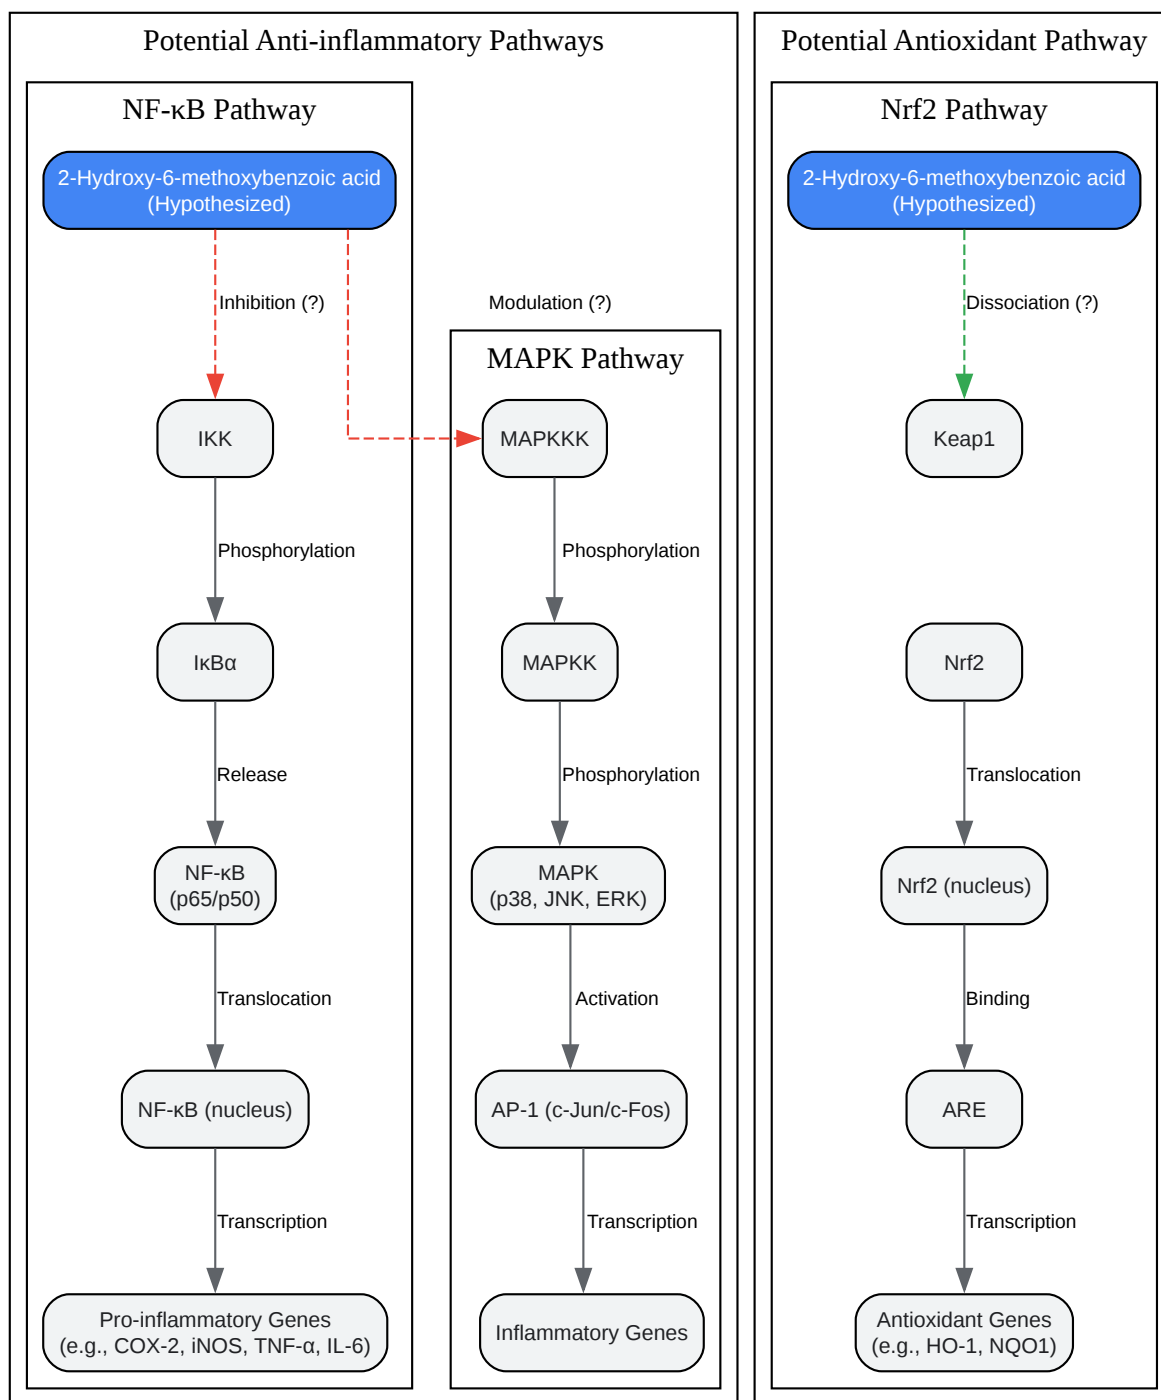 Potential Anti-inflammatory Pathways
NF-κB Pathway
2-Hydroxy-6-methoxybenzoic acid
(Hypothesized)
Inhibition (?)
Modulation (?)
IKK
Phosphorylation
IκBα
Release
NF-κB
(p65/p50)
Translocation
NF-κB (nucleus)
Transcription
Pro-inflammatory Genes
(e.g., COX-2, iNOS, TNF-α, IL-6)
MAPK Pathway
MAPKKK
Phosphorylation
MAPKK
Phosphorylation
MAPK
(p38, JNK, ERK)
Activation
AP-1 (c-Jun/c-Fos)
Transcription
Inflammatory Genes
Potential Antioxidant Pathway
Nrf2 Pathway
2-Hydroxy-6-methoxybenzoic acid
(Hypothesized)
Dissociation (?)
Keap1
Nrf2
Translocation
Nrf2 (nucleus)
Binding
ARE
Transcription
Antioxidant Genes
(e.g., HO-1, NQO1)